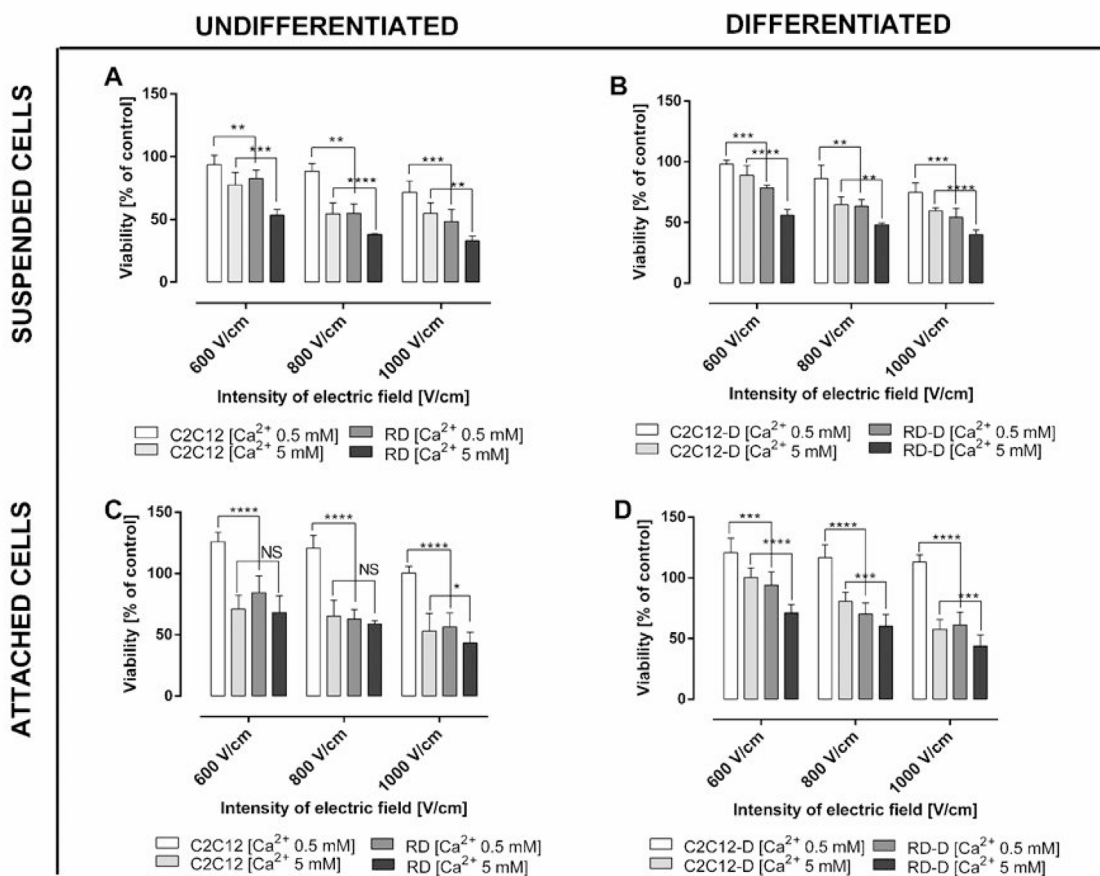 UNDIFFERENTIATED
DIFFERENTIATED
SUSPENDED CELLS
ATTACHED CELLS
A
Viability [% of control]
150
100
50
0
** *** ** **** *** **
600 V/cm 800 V/cm 1000 V/cm
Intensity of electric field [V/cm]
C2C12 [Ca²⁺ 0.5 mM] RD [Ca²⁺ 0.5 mM]
C2C12 [Ca²⁺ 5 mM] RD [Ca²⁺ 5 mM]
B
Viability [% of control]
150
100
50
0
*** **** ** ** *** ****
600 V/cm 800 V/cm 1000 V/cm
Intensity of electric field [V/cm]
C2C12-D [Ca²⁺ 0.5 mM] RD-D [Ca²⁺ 0.5 mM]
C2C12-D [Ca²⁺ 5 mM] RD-D [Ca²⁺ 5 mM]
C
Viability [% of control]
150
100
50
0
**** NS **** NS **** *
600 V/cm 800 V/cm 1000 V/cm
Intensity of electric field [V/cm]
C2C12 [Ca²⁺ 0.5 mM] RD [Ca²⁺ 0.5 mM]
C2C12 [Ca²⁺ 5 mM] RD [Ca²⁺ 5 mM]
D
Viability [% of control]
150
100
50
0
*** **** **** *** **** ***
600 V/cm 800 V/cm 1000 V/cm
Intensity of electric field [V/cm]
C2C12-D [Ca²⁺ 0.5 mM] RD-D [Ca²⁺ 0.5 mM]
C2C12-D [Ca²⁺ 5 mM] RD-D [Ca²⁺ 5 mM]